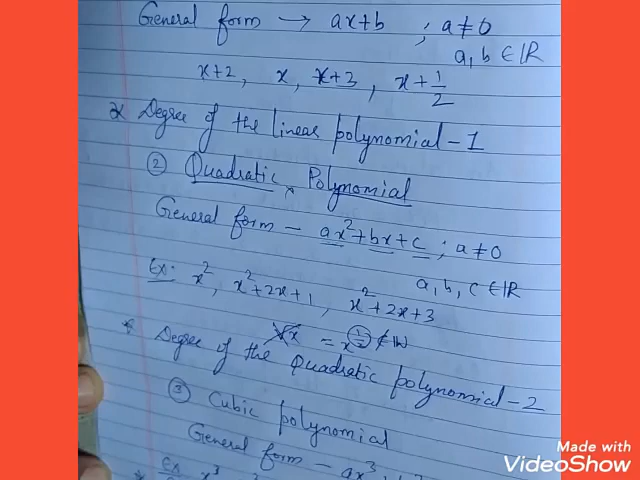 General form → ax+b ; a≠0
a, b ∈ ℝ
x+2, x, x+3, x+1/2
* Degree of the linear polynomial - 1
② Quadratic Polynomial
General form - ax²+bx+c ; a≠0
a, b, c ∈ ℝ
Ex: x², x²+2x+1, x²+2x+3
√x = x^(1/2) ∉ W
* Degree of the Quadratic polynomial - 2
③ Cubic polynomial
General form - ax³
Ex x³
Made with
VideoShow